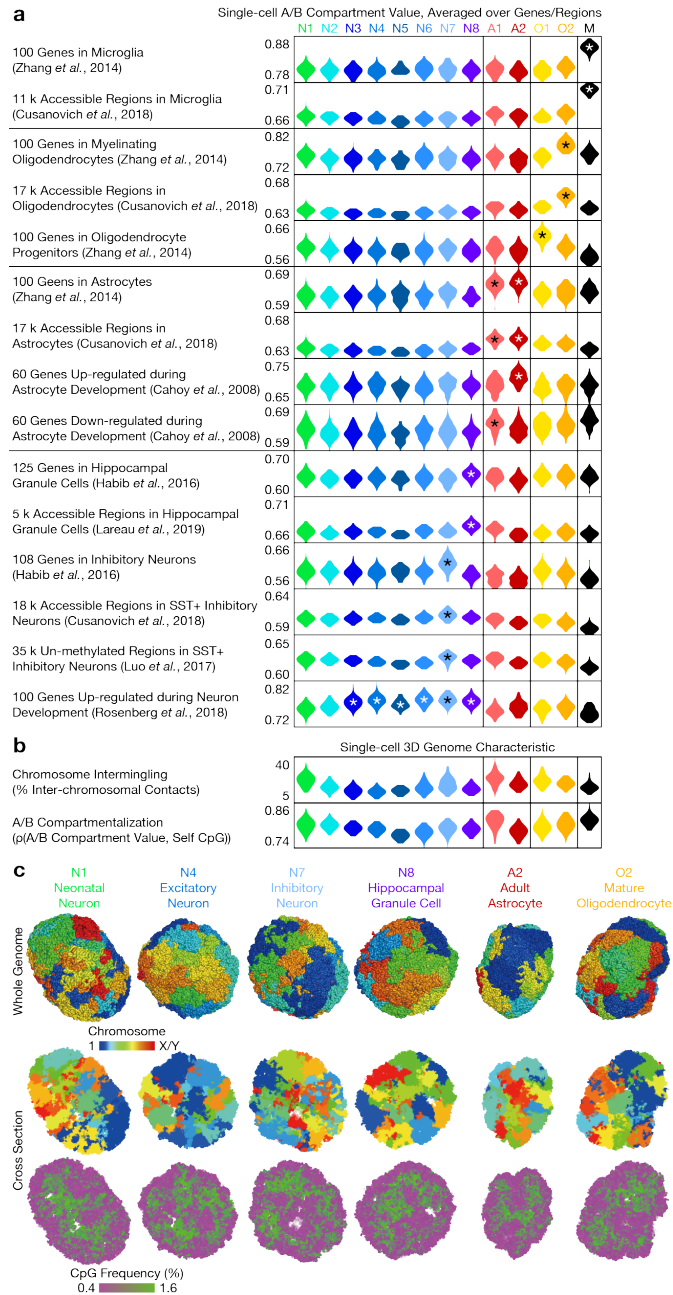 a
Single-cell A/B Compartment Value, Averaged over Genes/Regions
N1 N2 N3 N4 N5 N6 N7 N8 A1 A2 O1 O2 M
100 Genes in Microglia
(Zhang et al., 2014)
0.88
0.78
11 k Accessible Regions in Microglia
(Cusanovich et al., 2018)
0.71
0.66
100 Genes in Myelinating
Oligodendrocytes (Zhang et al., 2014)
0.82
0.72
17 k Accessible Regions in
Oligodendrocytes (Cusanovich et al., 2018)
0.68
0.63
100 Genes in Oligodendrocyte
Progenitors (Zhang et al., 2014)
0.66
0.56
100 Geens in Astrocytes
(Zhang et al., 2014)
0.69
0.59
17 k Accessible Regions in
Astrocytes (Cusanovich et al., 2018)
0.68
0.63
60 Genes Up-regulated during
Astrocyte Development (Cahoy et al., 2008)
0.75
0.65
60 Genes Down-regulated during
Astrocyte Development (Cahoy et al., 2008)
0.69
0.59
125 Genes in Hippocampal
Granule Cells (Habib et al., 2016)
0.70
0.60
5 k Accessible Regions in Hippocampal
Granule Cells (Lareau et al., 2019)
0.71
0.66
108 Genes in Inhibitory Neurons
(Habib et al., 2016)
0.66
0.56
18 k Accessible Regions in SST+ Inhibitory
Neurons (Cusanovich et al., 2018)
0.64
0.59
35 k Un-methylated Regions in SST+
Inhibitory Neurons (Luo et al., 2017)
0.65
0.60
100 Genes Up-regulated during Neuron
Development (Rosenberg et al., 2018)
0.82
0.72
b
Single-cell 3D Genome Characteristic
Chromosome Intermingling
(% Inter-chromosomal Contacts)
40
5
A/B Compartmentalization
(ρ(A/B Compartment Value, Self CpG))
0.86
0.74
c
N1
Neonatal
Neuron
N4
Excitatory
Neuron
N7
Inhibitory
Neuron
N8
Hippocampal
Granule Cell
A2
Adult
Astrocyte
O2
Mature
Oligodendrocyte
Whole Genome
Chromosome
1 X/Y
Cross Section
CpG Frequency (%)
0.4 1.6